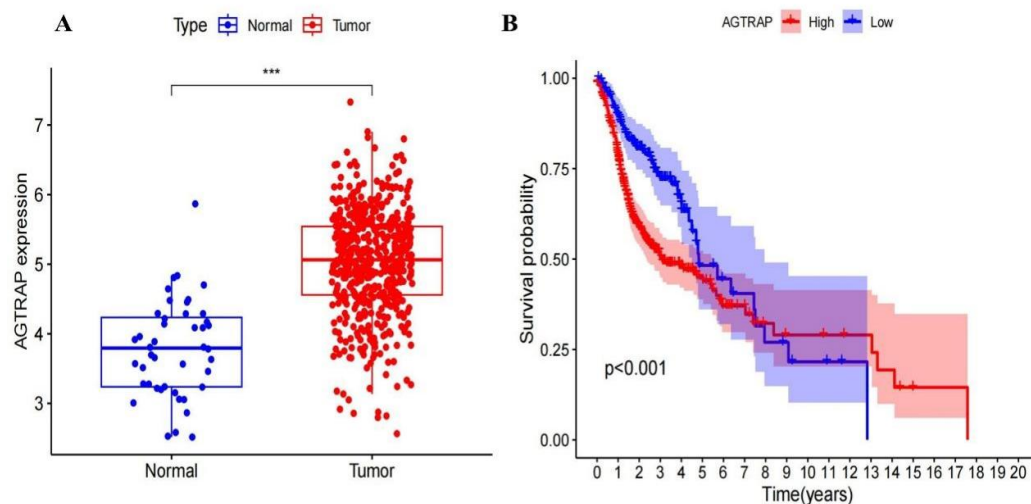 A
Type Normal Tumor
***
AGTRAP expression
7
6
5
4
3
Normal Tumor
B
AGTRAP High Low
Survival probability
1.00
0.75
0.50
0.25
0.00
p<0.001
0 1 2 3 4 5 6 7 8 9 10 11 12 13 14 15 16 17 18 19 20
Time(years)